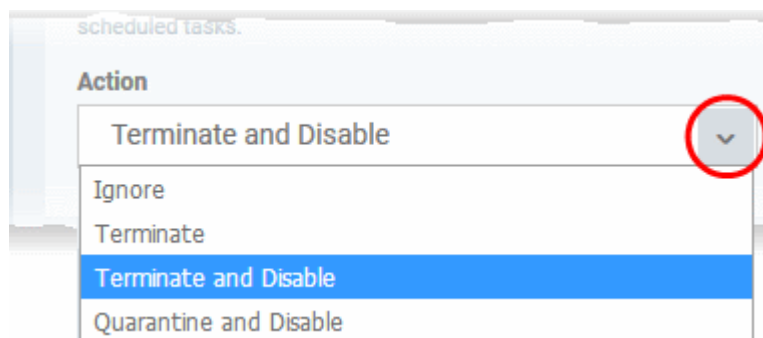 scheduled tasks.
Action
Terminate and Disable
Ignore
Terminate
Terminate and Disable
Quarantine and Disable